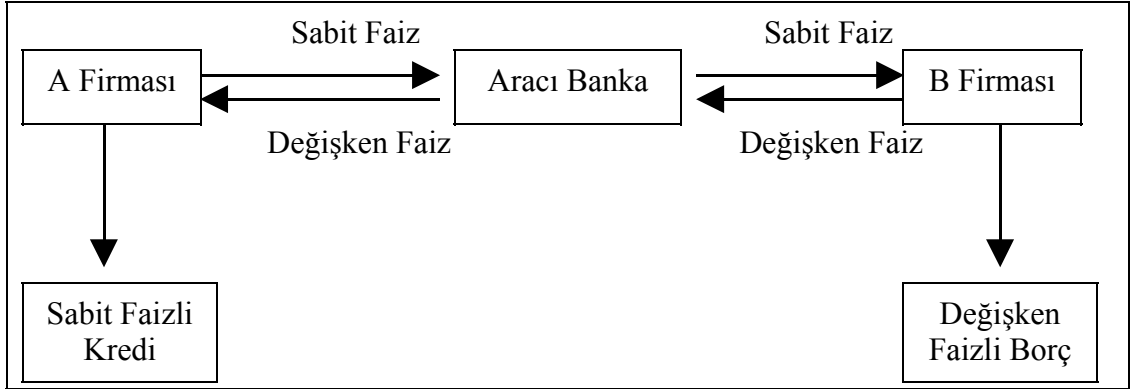 Sabit Faiz
Sabit Faiz
A Firması
Aracı Banka
B Firması
Değişken Faiz
Değişken Faiz
Sabit Faizli
Kredi
Değişken
Faizli Borç